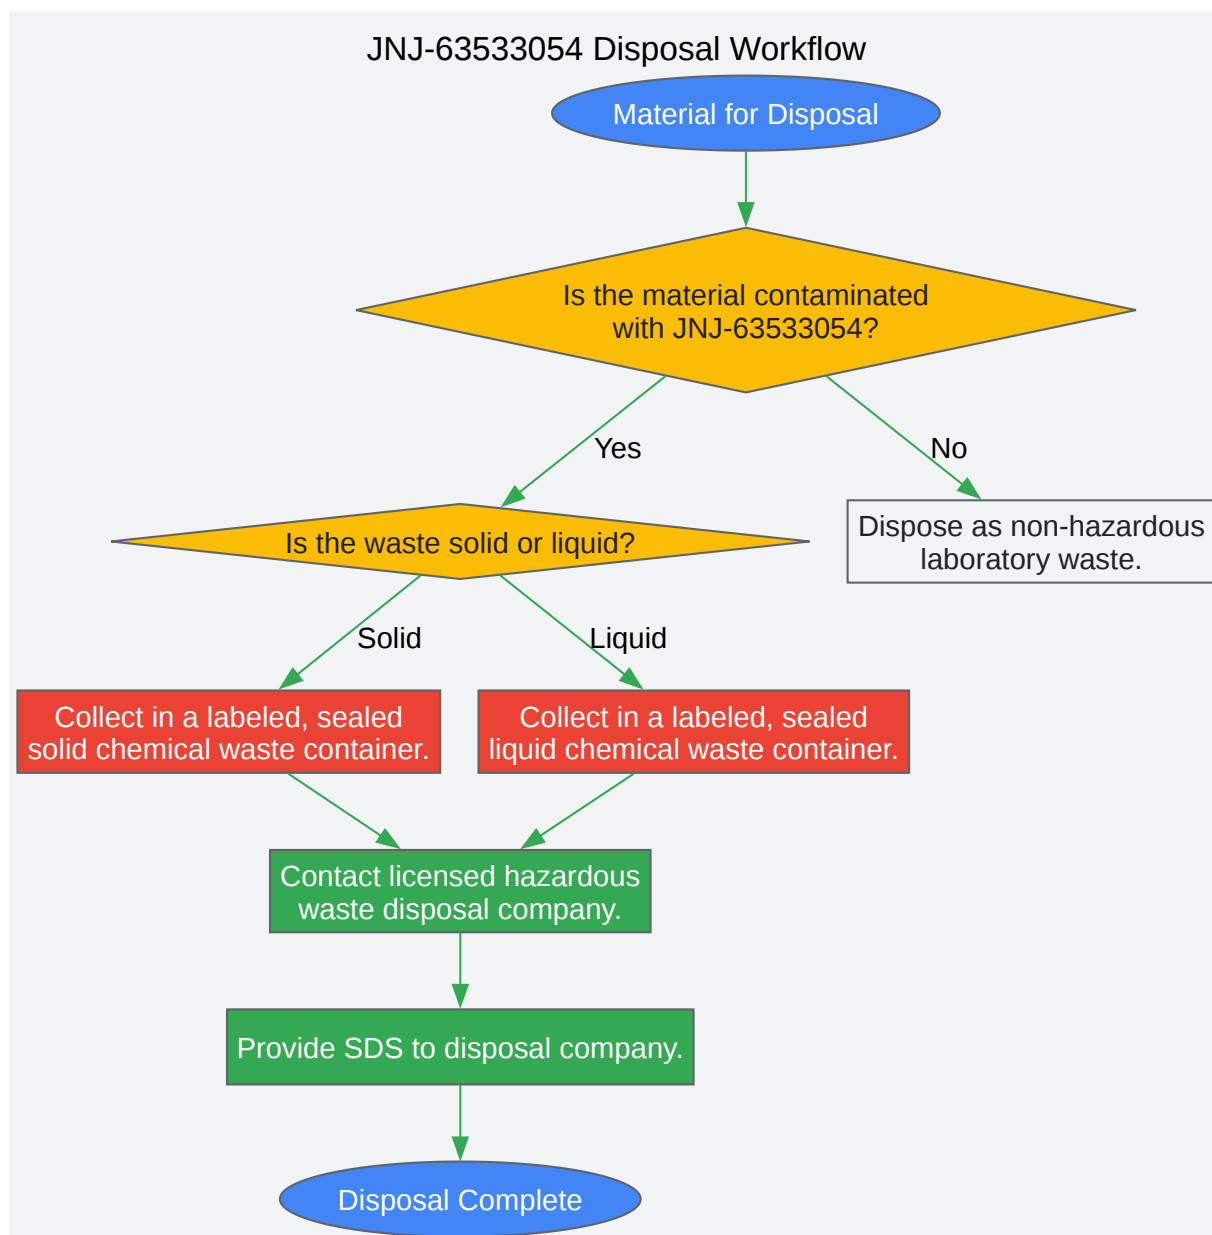 JNJ-63533054 Disposal Workflow
Material for Disposal
Is the material contaminated
with JNJ-63533054?
Yes
No
Is the waste solid or liquid?
Dispose as non-hazardous
laboratory waste.
Solid
Liquid
Collect in a labeled, sealed
solid chemical waste container.
Collect in a labeled, sealed
liquid chemical waste container.
Contact licensed hazardous
waste disposal company.
Provide SDS to disposal company.
Disposal Complete